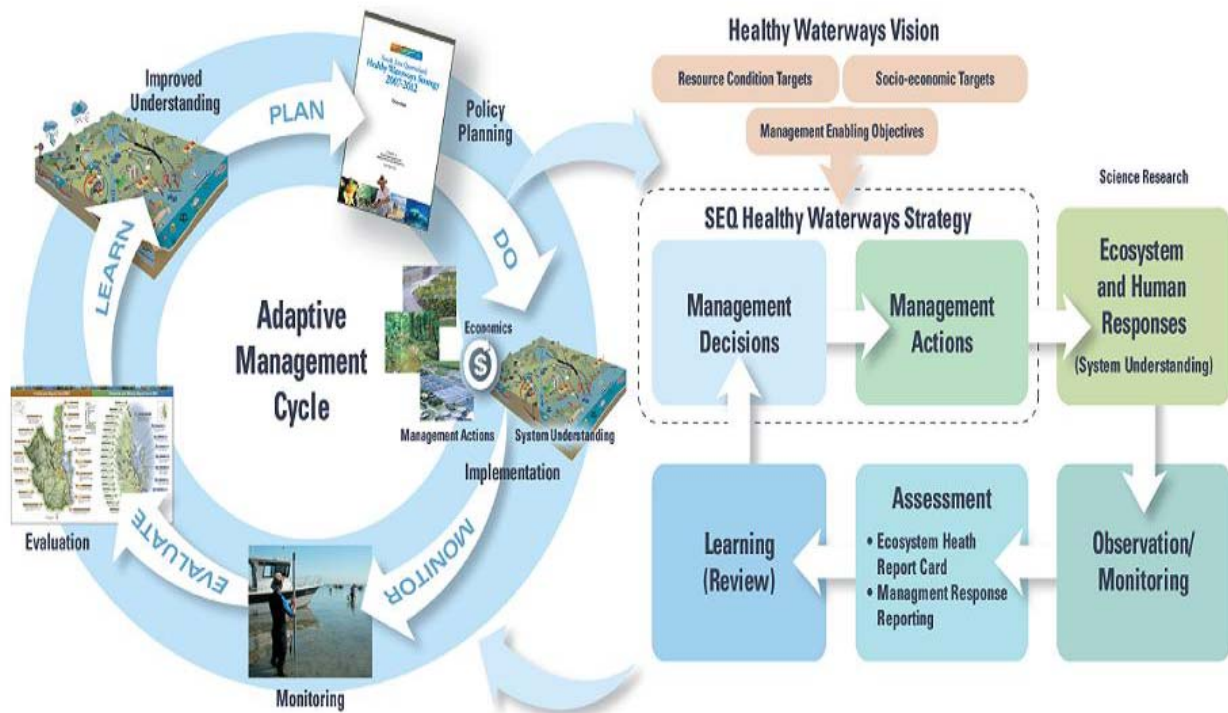 Improved
Understanding
PLAN
South East Queensland
Healthy Waterways Strategy
2007-2012
Policy
Planning
DO
LEARN
Adaptive
Management
Cycle
Economics
$
Management Actions
System Understanding
Implementation
Evaluation
EVALUATE
MONITOR
Monitoring
Healthy Waterways Vision
Resource Condition Targets
Socio-economic Targets
Management Enabling Objectives
SEQ Healthy Waterways Strategy
Management
Decisions
Management
Actions
Science Research
Ecosystem
and Human
Responses
(System Understanding)
Observation/
Monitoring
Assessment
• Ecosystem Heath
Report Card
• Managment Response
Reporting
Learning
(Review)